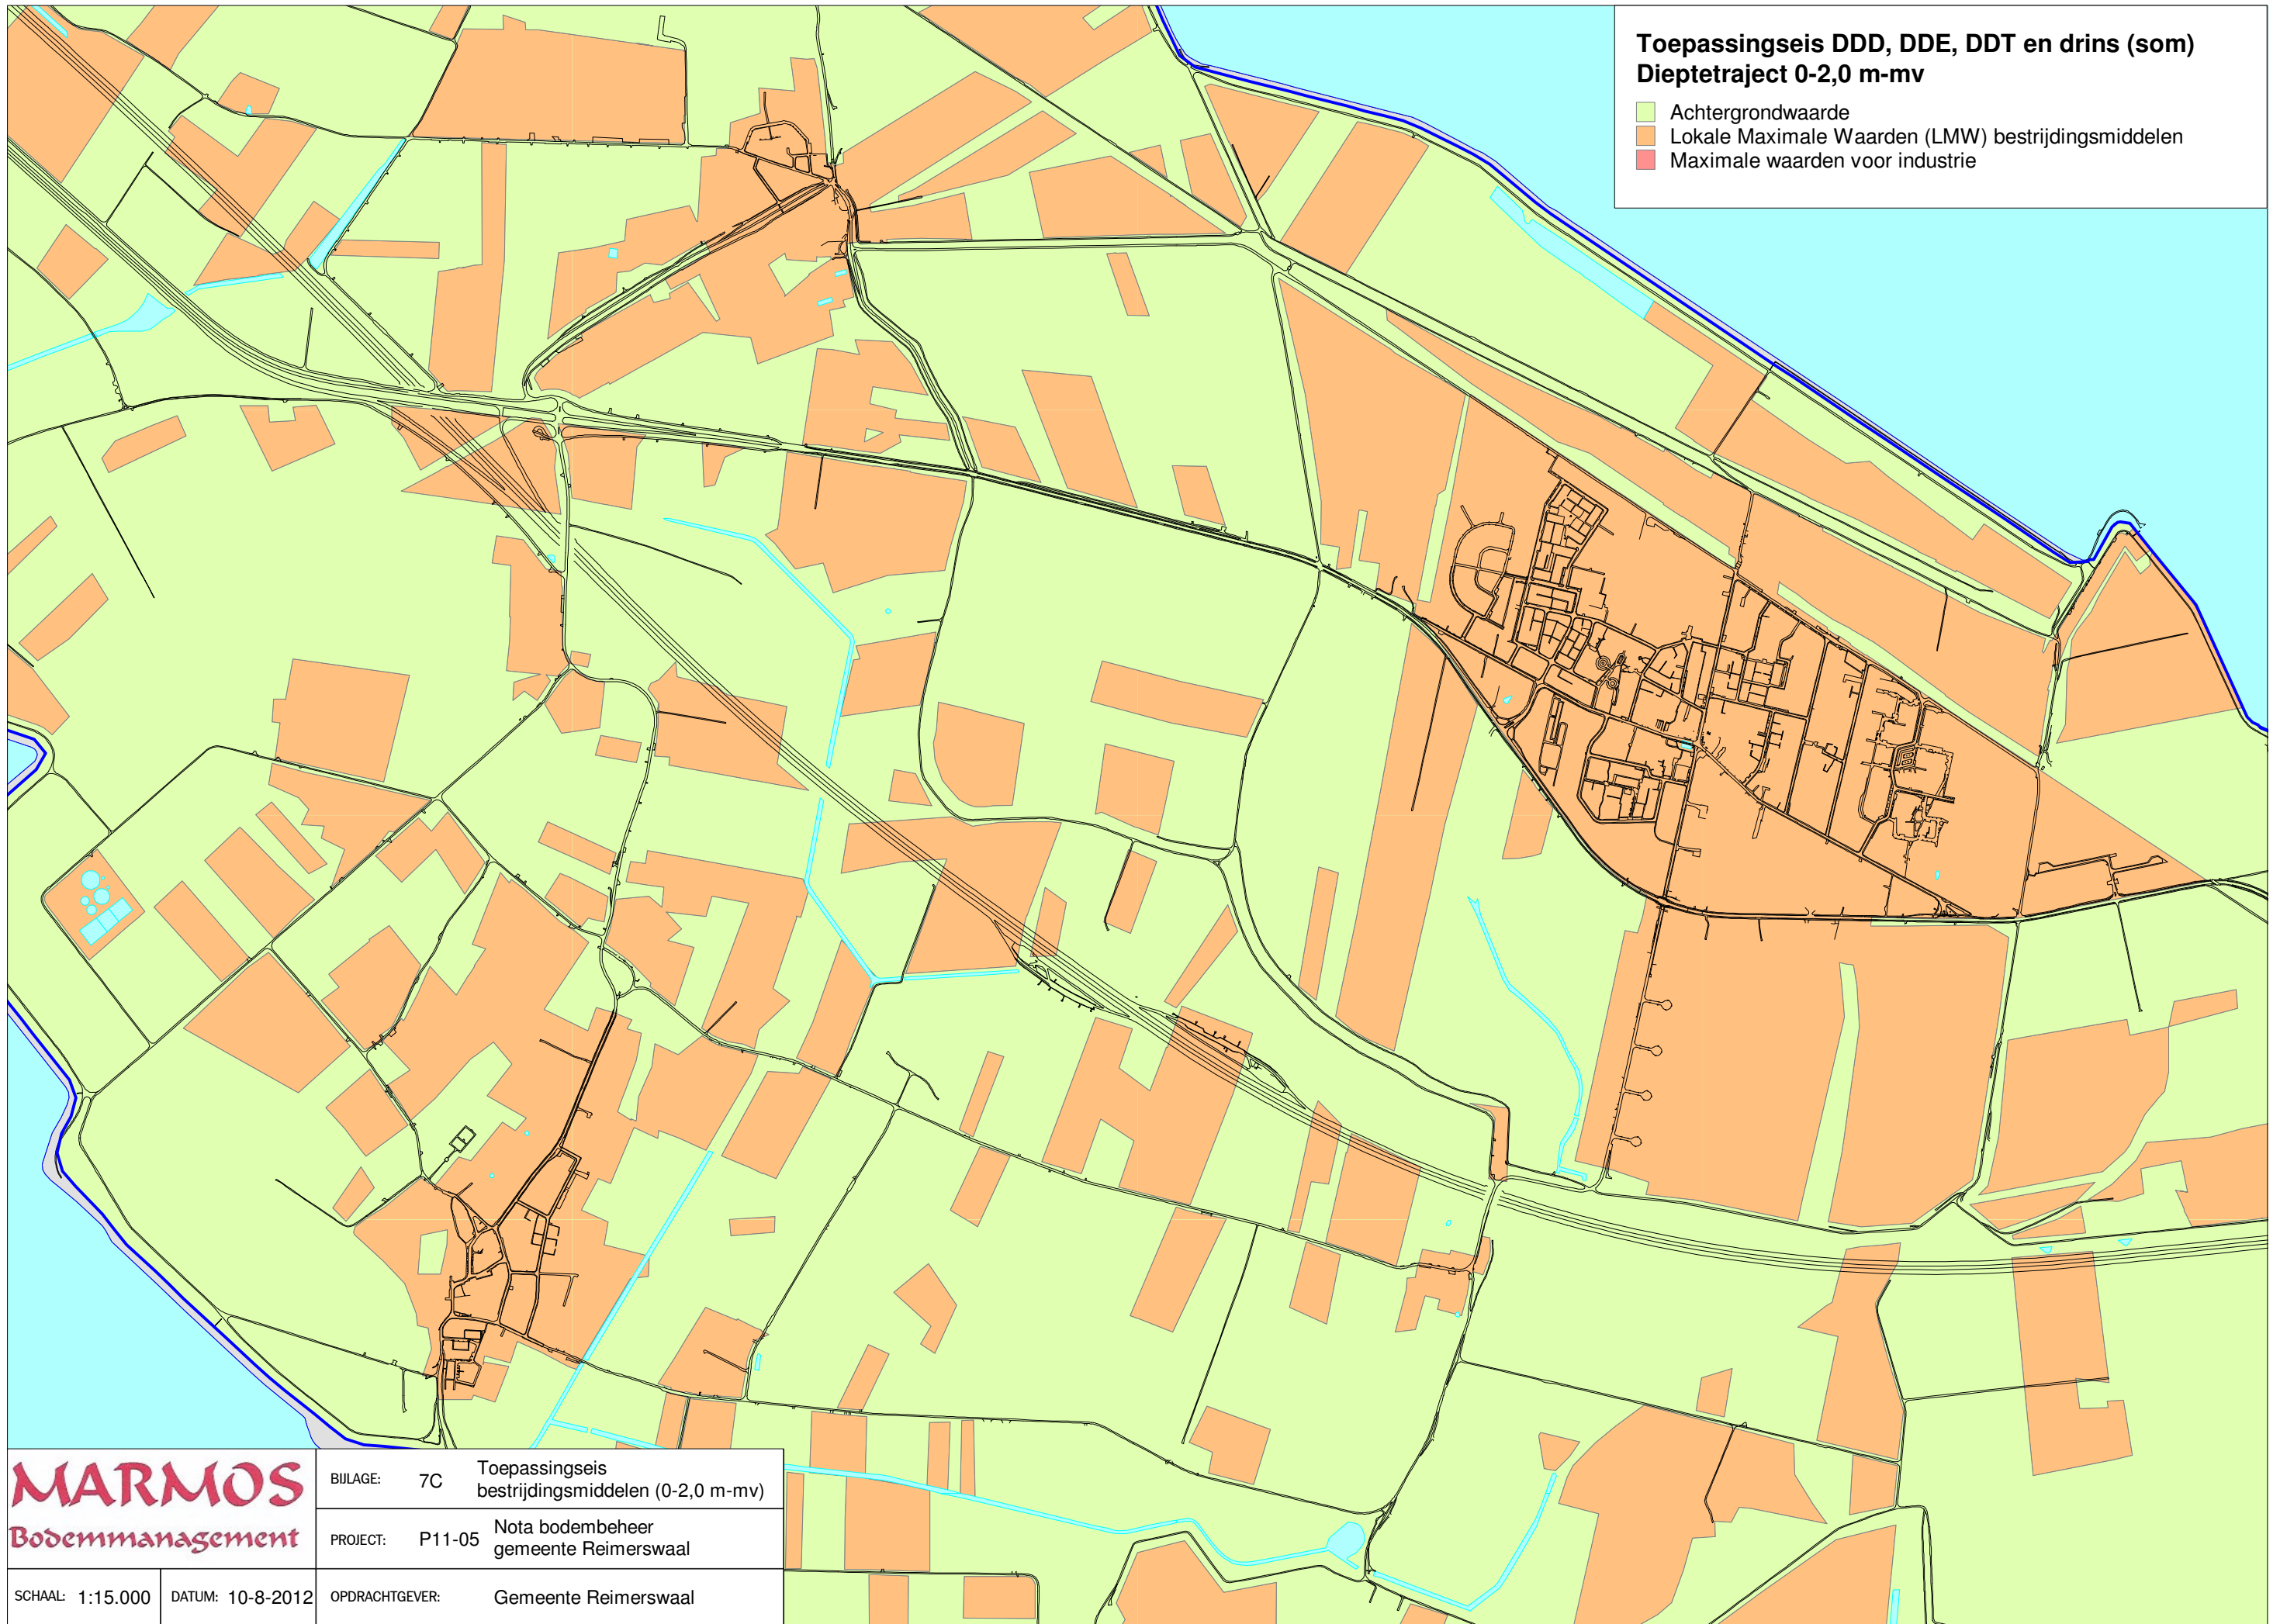 Toepassingseis DDD, DDE, DDT en drins (som)
Dieptetraject 0-2,0 m-mv
Achtergrondwaarde
Lokale Maximale Waarden (LMW) bestrijdingsmiddelen
Maximale waarden voor industrie
MARMOS
Bodemmanagement
BIJLAGE: 7C Toepassingseis
bestrijdingsmiddelen (0-2,0 m-mv)
PROJECT: P11-05 Nota bodembeheer
gemeente Reimerswaal
SCHAAL: 1:15.000 DATUM: 10-8-2012 OPDRACHTGEVER: Gemeente Reimerswaal